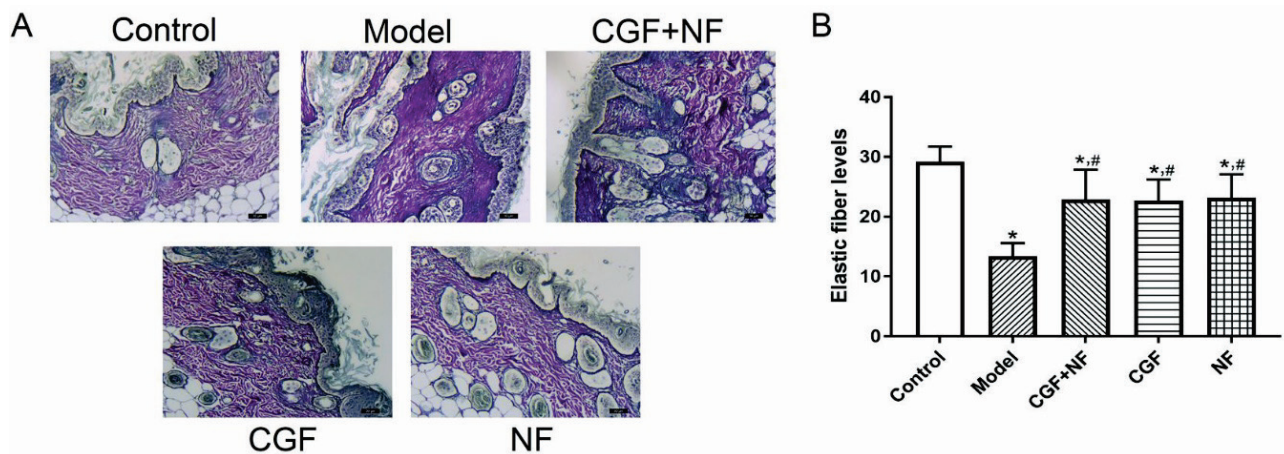 A
Control
Model
CGF+NF
CGF
NF
B
Elastic fiber levels
40
30
20
10
0
*
*,#
*,#
*,#
Control
Model
CGF+NF
CGF
NF